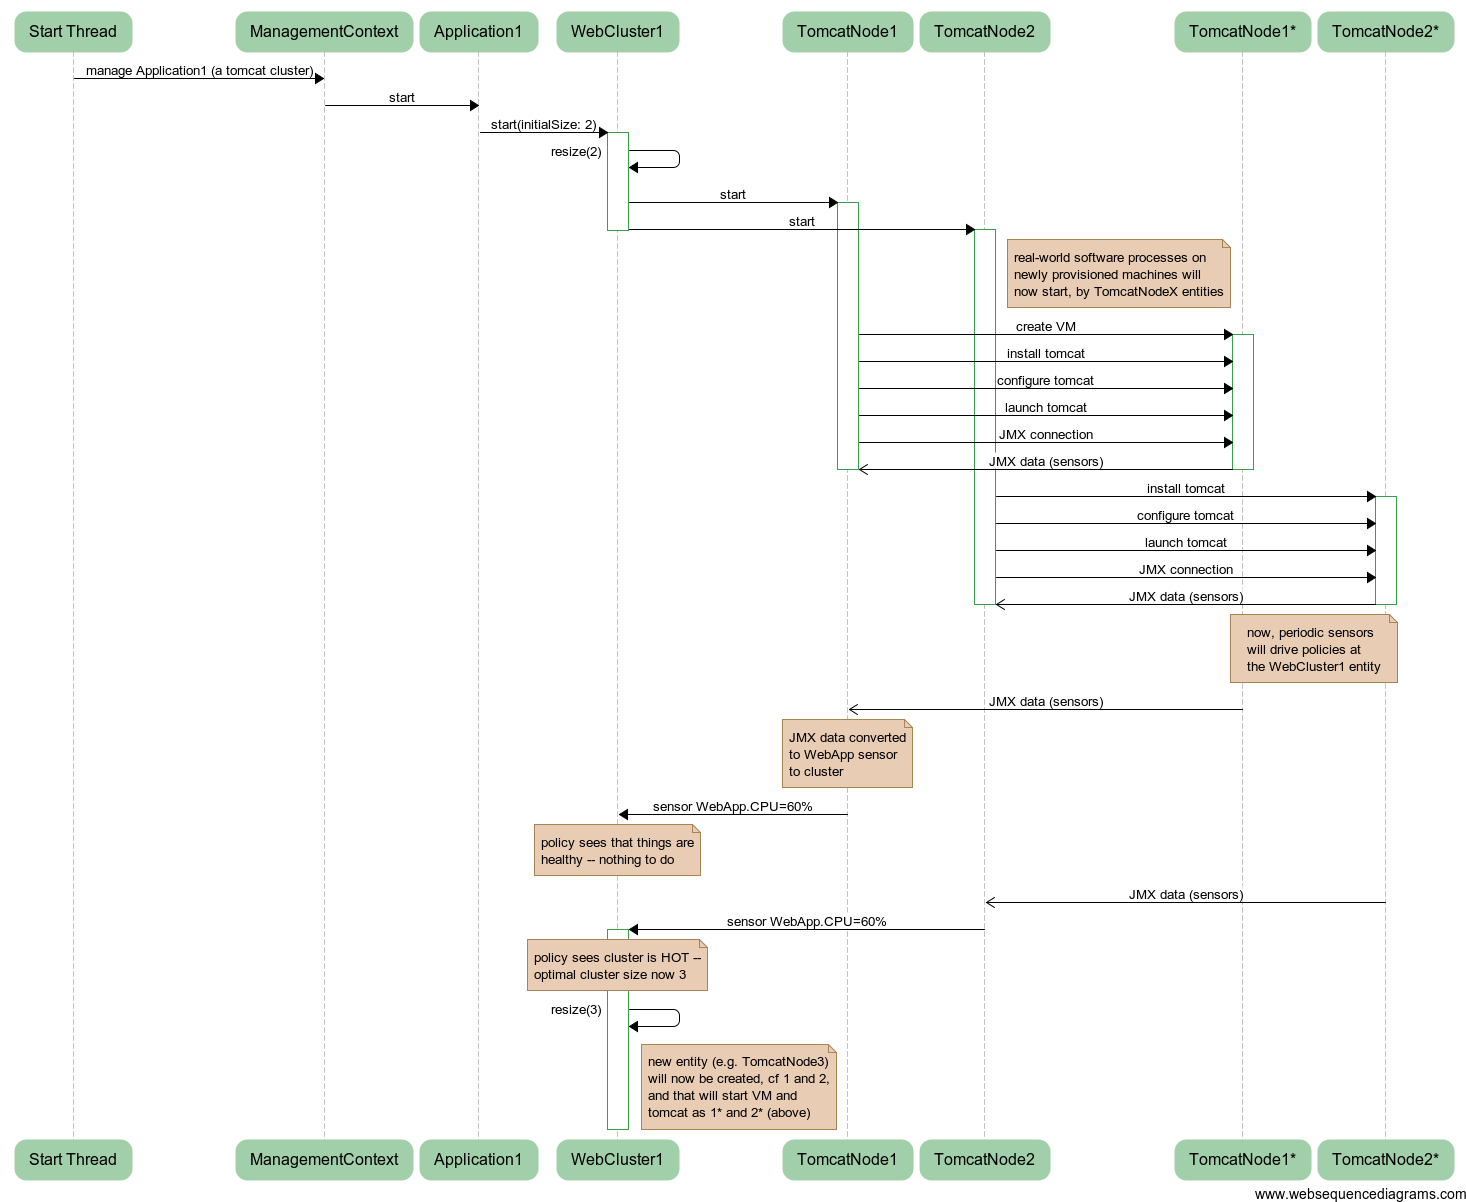 Start Thread
ManagementContext
Application1
WebCluster1
TomcatNode1
TomcatNode2
TomcatNode1*
TomcatNode2*
manage Application1 (a tomcat cluster)
start
start(initialSize: 2)
resize(2)
start
start
real-world software processes on
newly provisioned machines will
now start, by TomcatNodeX entities
create VM
install tomcat
configure tomcat
launch tomcat
JMX connection
JMX data (sensors)
install tomcat
configure tomcat
launch tomcat
JMX connection
JMX data (sensors)
now, periodic sensors
will drive policies at
the WebCluster1 entity
JMX data (sensors)
JMX data converted
to WebApp sensor
to cluster
sensor WebApp.CPU=60%
policy sees that things are
healthy -- nothing to do
JMX data (sensors)
sensor WebApp.CPU=60%
policy sees cluster is HOT --
optimal cluster size now 3
resize(3)
new entity (e.g. TomcatNode3)
will now be created, cf 1 and 2,
and that will start VM and
tomcat as 1* and 2* (above)
Start Thread
ManagementContext
Application1
WebCluster1
TomcatNode1
TomcatNode2
TomcatNode1*
TomcatNode2*
www.websequencediagrams.com